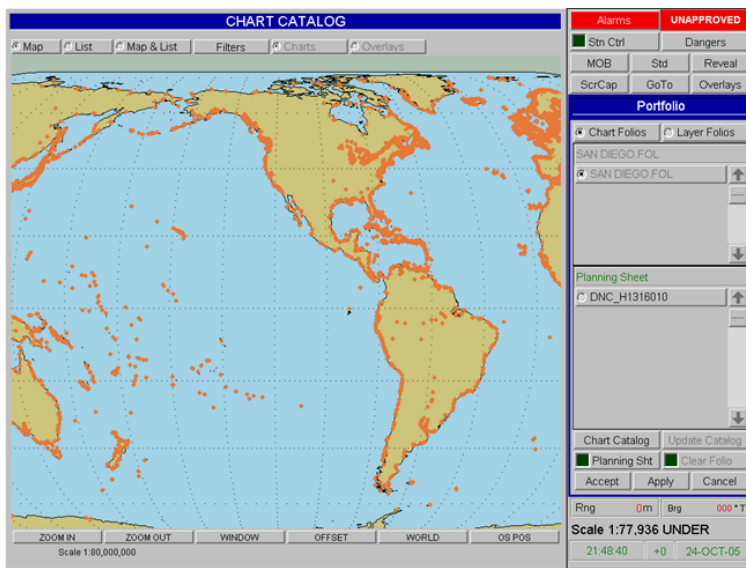 CHART CATALOG
Map List Map & List Filters Charts Overlays
ZOOM IN ZOOM OUT WINDOW OFFSET WORLD OS POS
Scale 1:80,000,000
Alarms UNAPPROVED
Stn Ctrl Dangers
MOB Std Reveal
ScrCap GoTo Overlays
Portfolio
Chart Folios Layer Folios
SAN DIEGO FOL
SAN DIEGO FOL
Planning Sheet
DNC_H1316010
Chart Catalog Update Catalog
Planning Sht Clear Folio
Accept Apply Cancel
Rng 0m Brg 000 °T
Scale 1:77,936 UNDER
21:48:40 +0 24-OCT-05